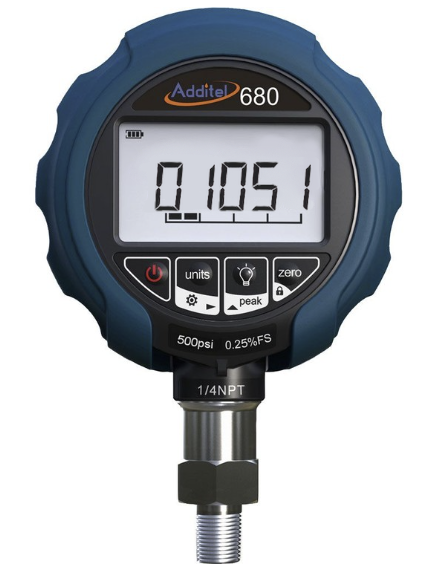 Additel 680
0.1051
units
zero
peak
500psi 0.25%FS
1/4NPT